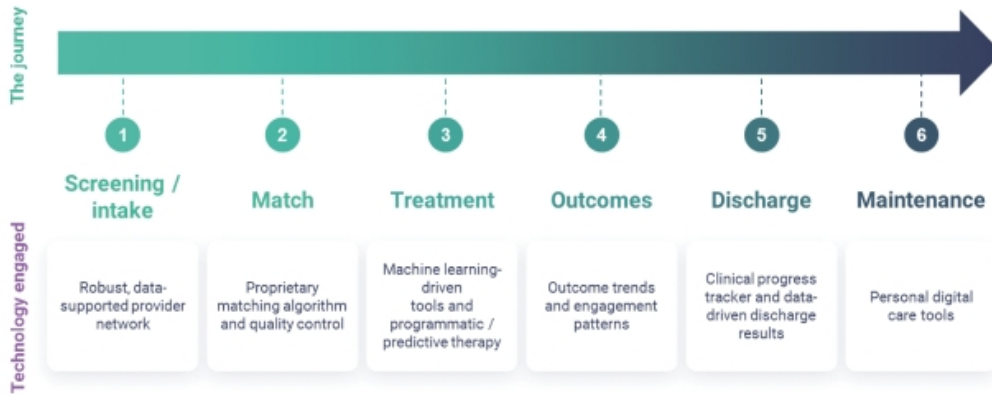 The journey
1
2
3
4
5
6
Screening /
intake
Match
Treatment
Outcomes
Discharge
Maintenance
Technology engaged
Robust, data-
supported provider
network
Proprietary
matching algorithm
and quality control
Machine learning-
driven
tools and
programmatic /
predictive therapy
Outcome trends
and engagement
patterns
Clinical progress
tracker and data-
driven discharge
results
Personal digital
care tools